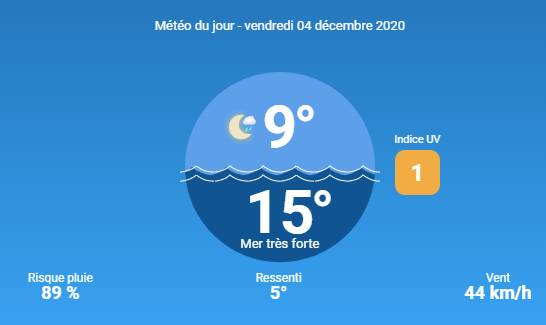 Météo du jour - vendredi 04 décembre 2020
9°
Indice UV
1
15°
Mer très forte
Risque pluie
89 %
Ressenti
5°
Vent
44 km/h